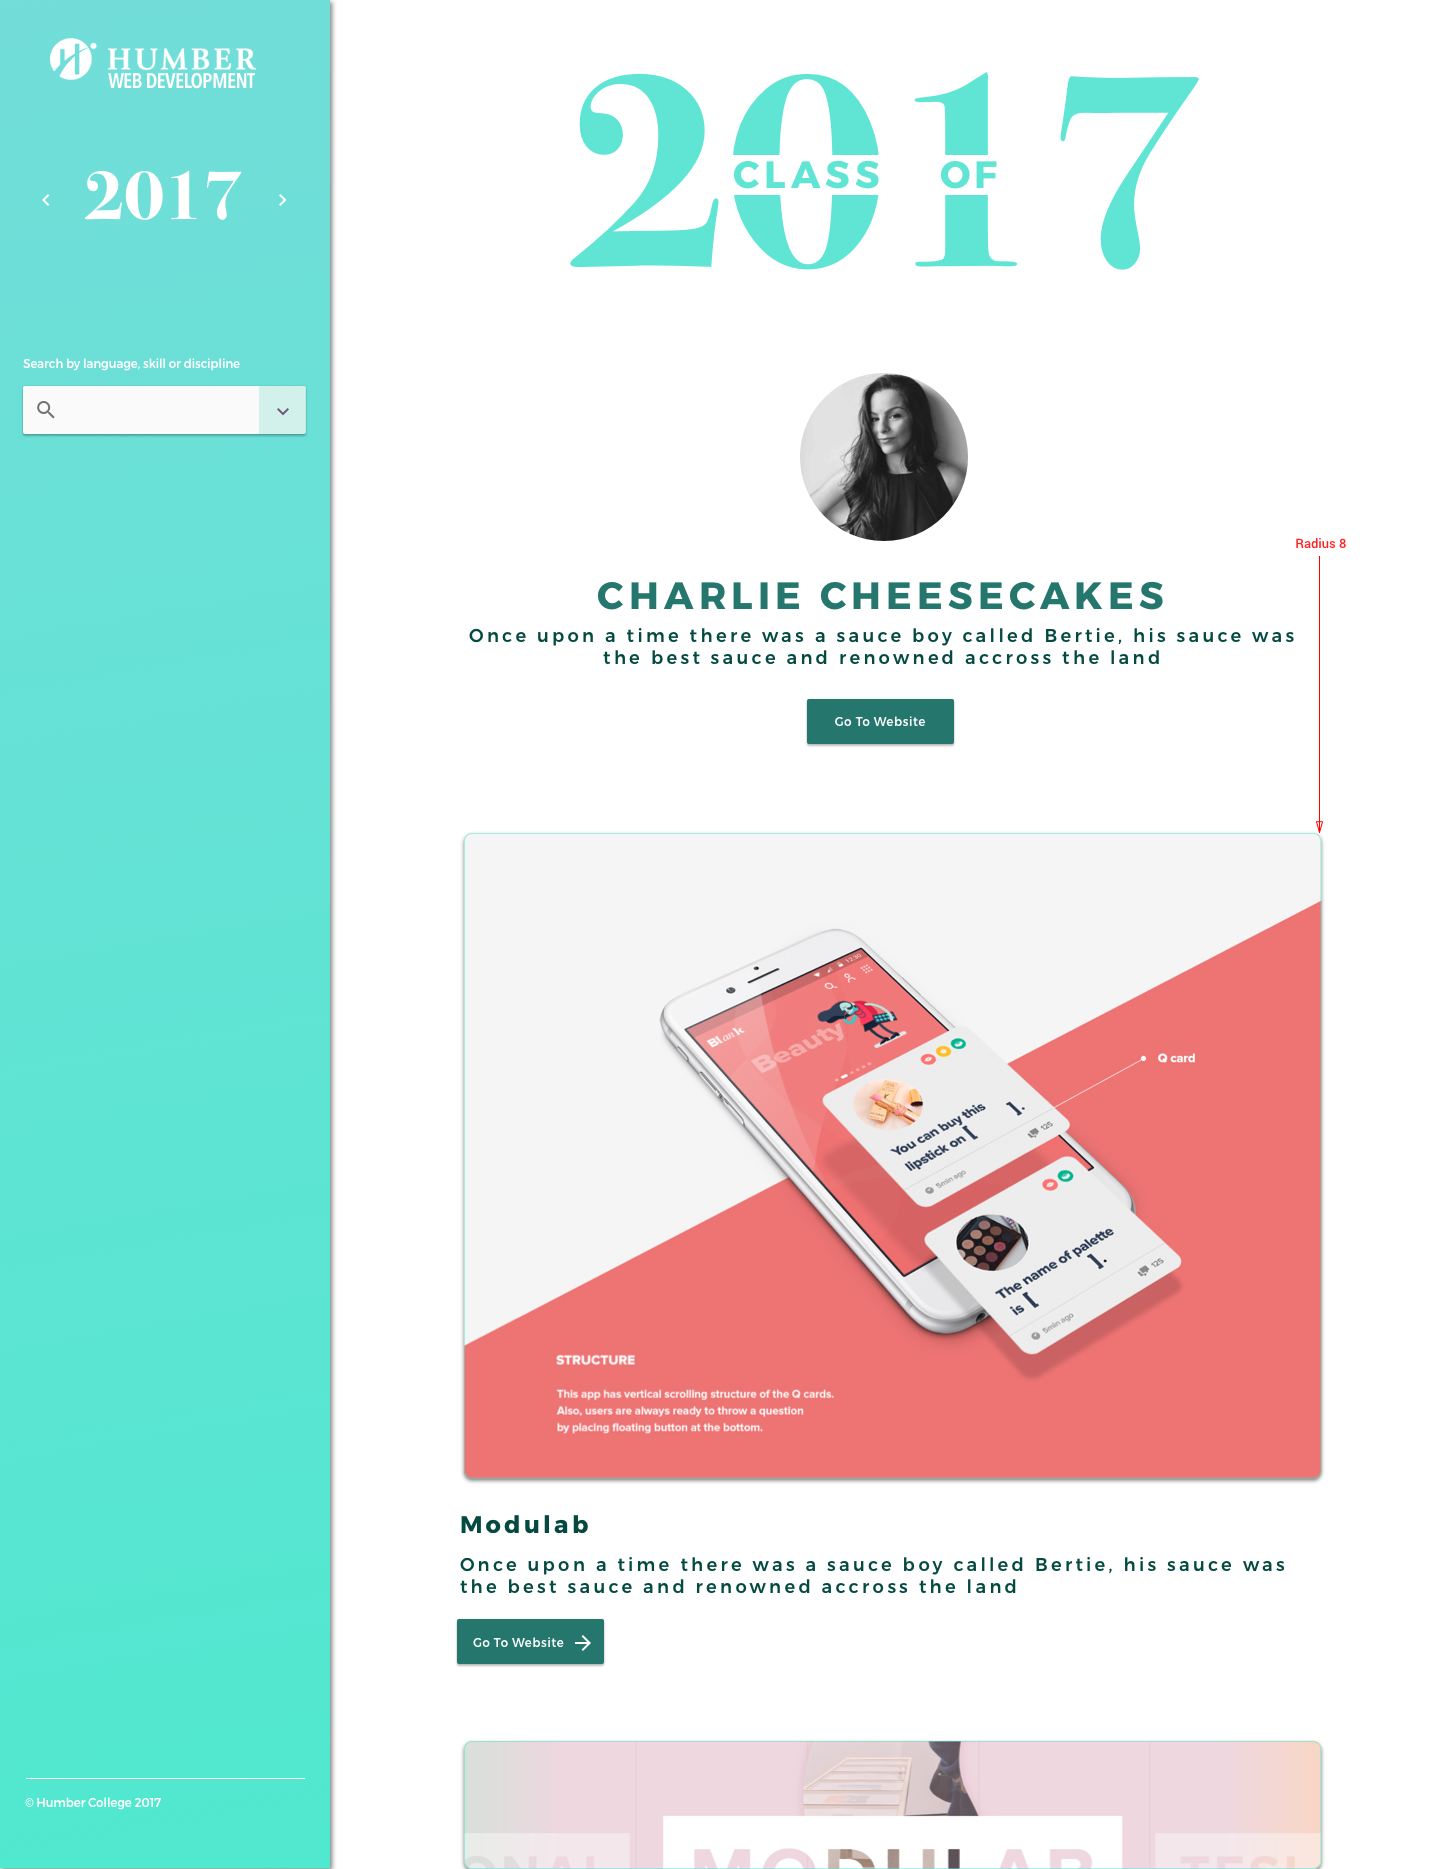 HUMBER
WEB DEVELOPMENT
2017
Search by language, skill or discipline
© Humber College 2017
2017
CLASS OF
CHARLIE CHEESECAKES
Once upon a time there was a sauce boy called Bertie, his sauce was
the best sauce and renowned accross the land
Go To Website
Radius 8
12:30
Blank
Beauty
Q card
You can buy this
lipstick on [ ].
5min ago
125
The name of palette
is [ ].
5min ago
125
STRUCTURE
This app has vertical scrolling structure of the Q cards.
Also, users are always ready to throw a question
by placing floating button at the bottom.
Modulab
Once upon a time there was a sauce boy called Bertie, his sauce was
the best sauce and renowned accross the land
Go To Website
MODULAB